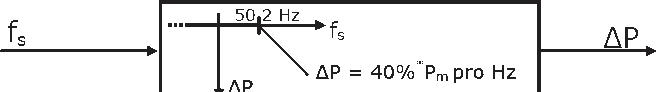 50,2 Hz
fs
fs
ΔP
ΔP = 40%*Pm pro Hz
ΔP